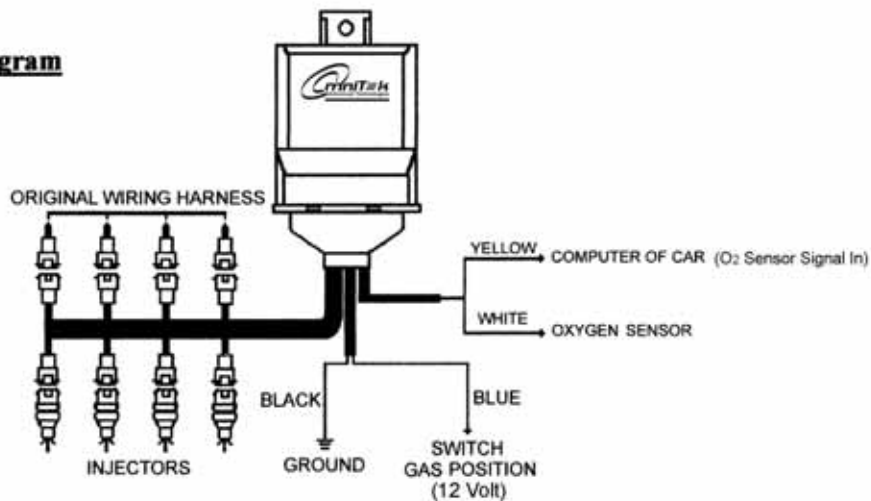 gram
OmniTek
ORIGINAL WIRING HARNESS
YELLOW
COMPUTER OF CAR (O2 Sensor Signal In)
WHITE
OXYGEN SENSOR
BLACK
BLUE
INJECTORS
GROUND
SWITCH
GAS POSITION
(12 Volt)